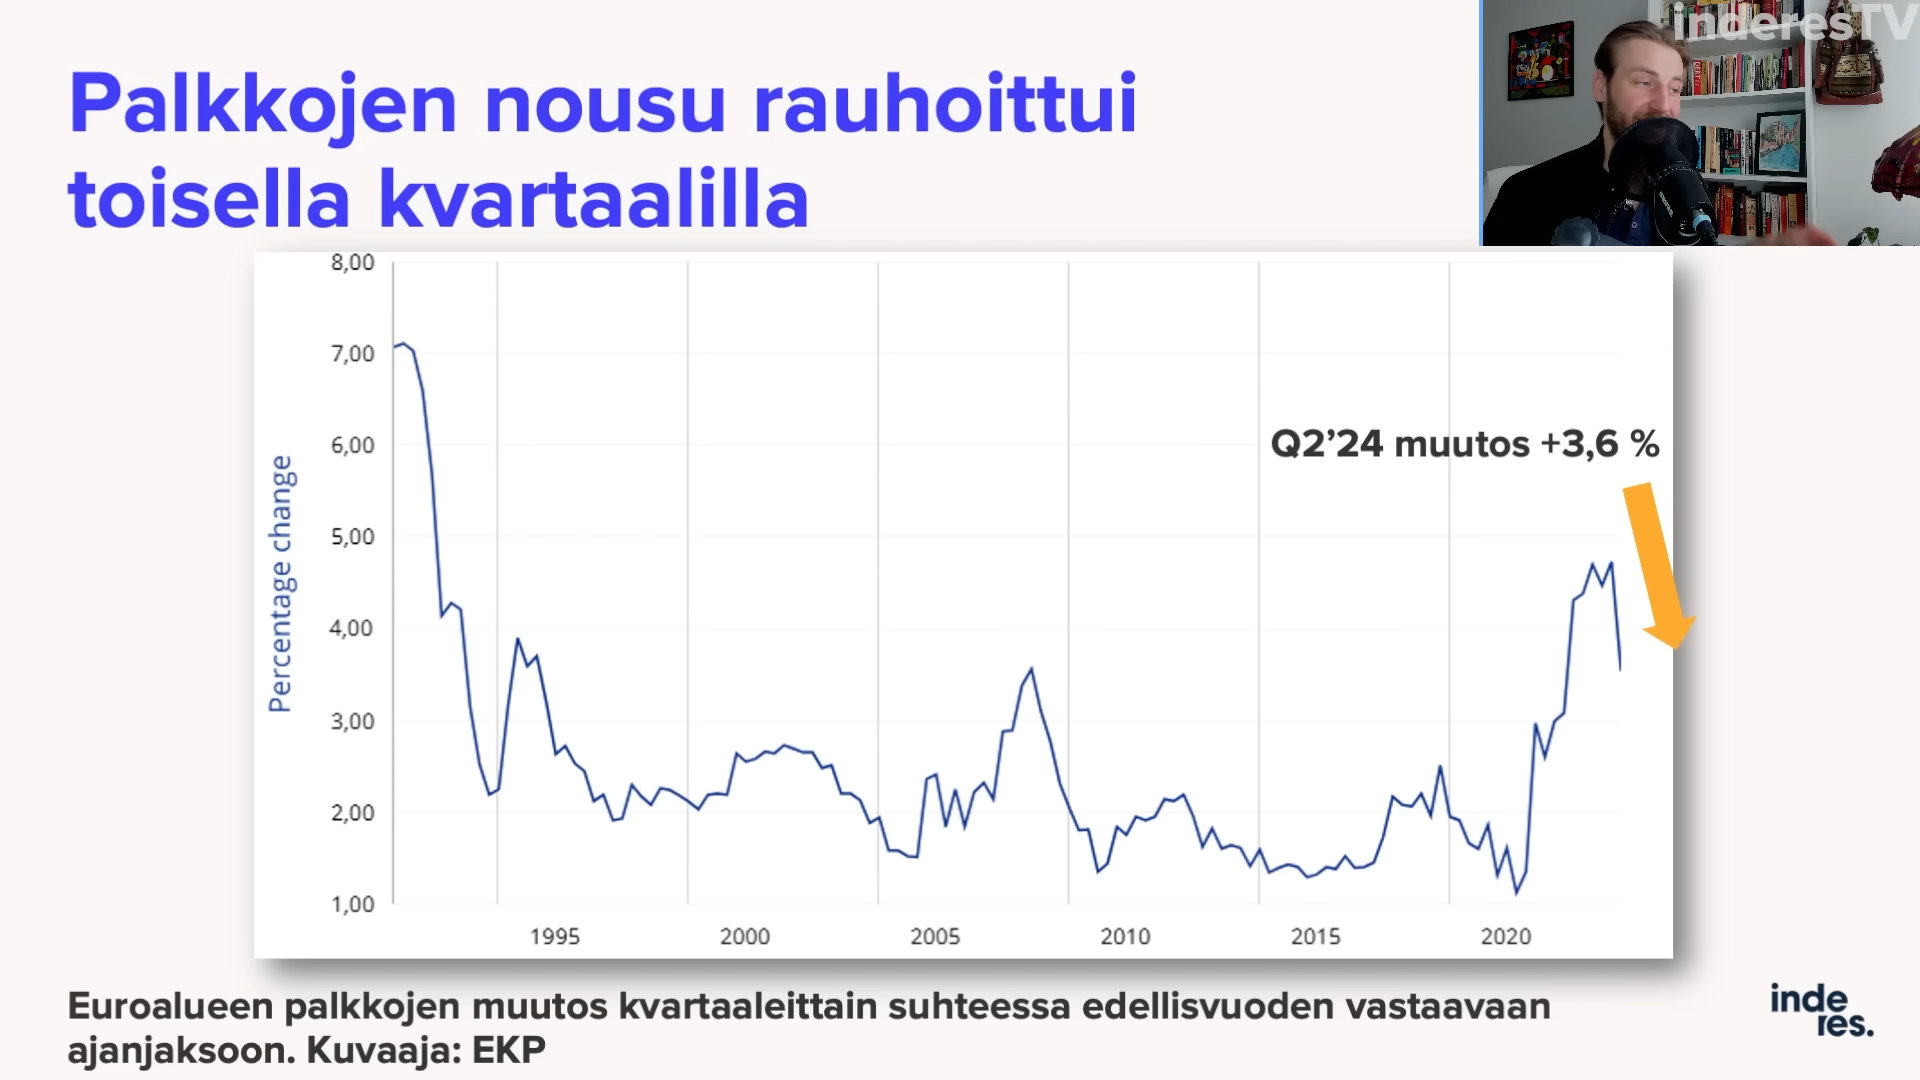 inderesTV
Palkkojen nousu rauhoittui
toisella kvartaalilla
8,00
7,00
6,00
5,00
4,00
3,00
2,00
1,00
Percentage change
Q2’24 muutos +3,6 %
1995
2000
2005
2010
2015
2020
Euroalueen palkkojen muutos kvartaaleittain suhteessa edellisvuoden vastaavaan
ajanjaksoon. Kuvaaja: EKP
inde
res.